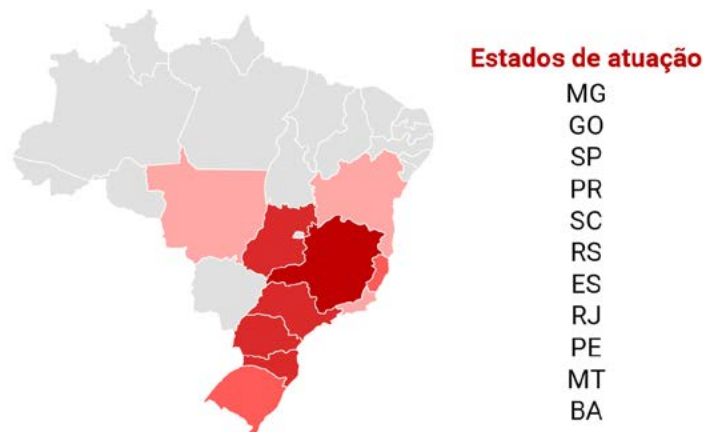 Estados de atuação
MG
GO
SP
PR
SC
RS
ES
RJ
PE
MT
BA